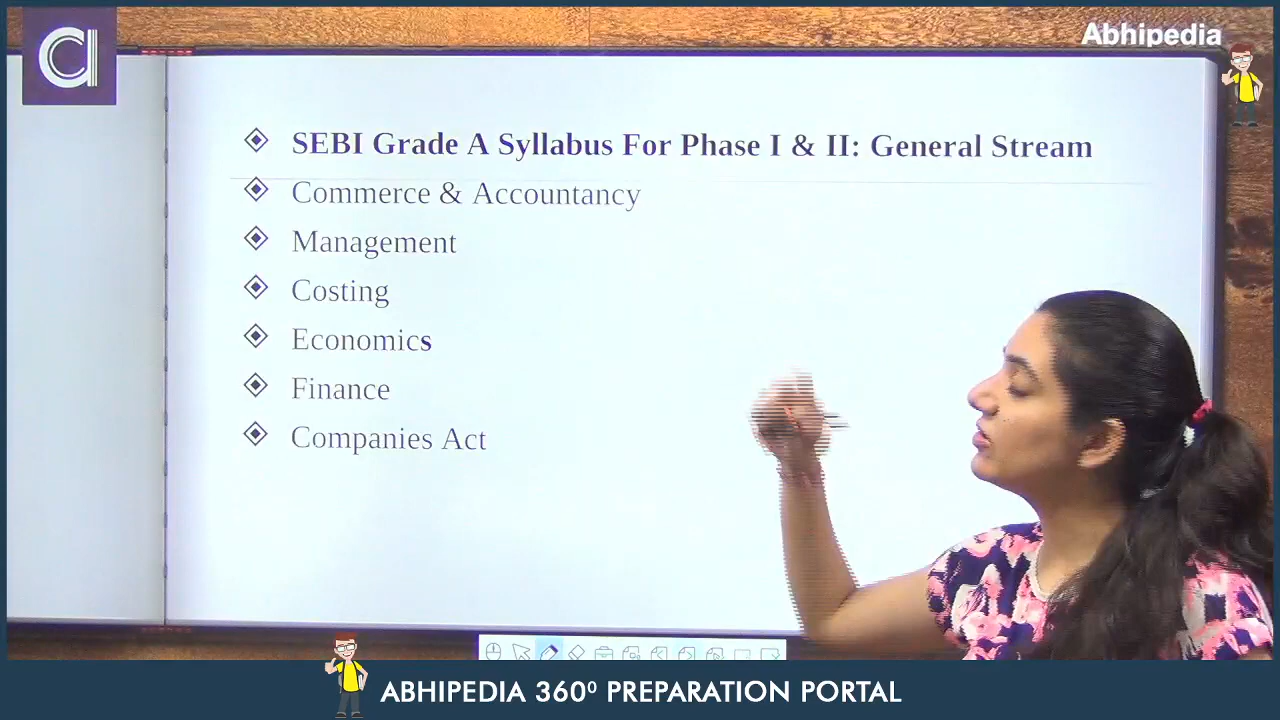 Abhipedia
SEBI Grade A Syllabus For Phase I & II: General Stream
Commerce & Accountancy
Management
Costing
Economics
Finance
Companies Act
ABHIPEDIA 360⁰ PREPARATION PORTAL